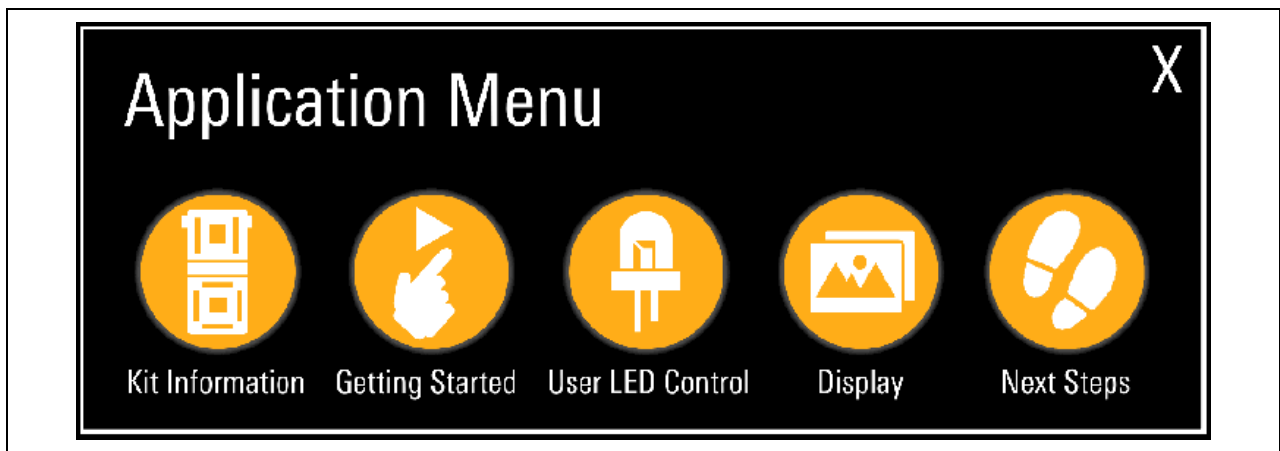 Application Menu
X
Kit Information
Getting Started
User LED Control
Display
Next Steps